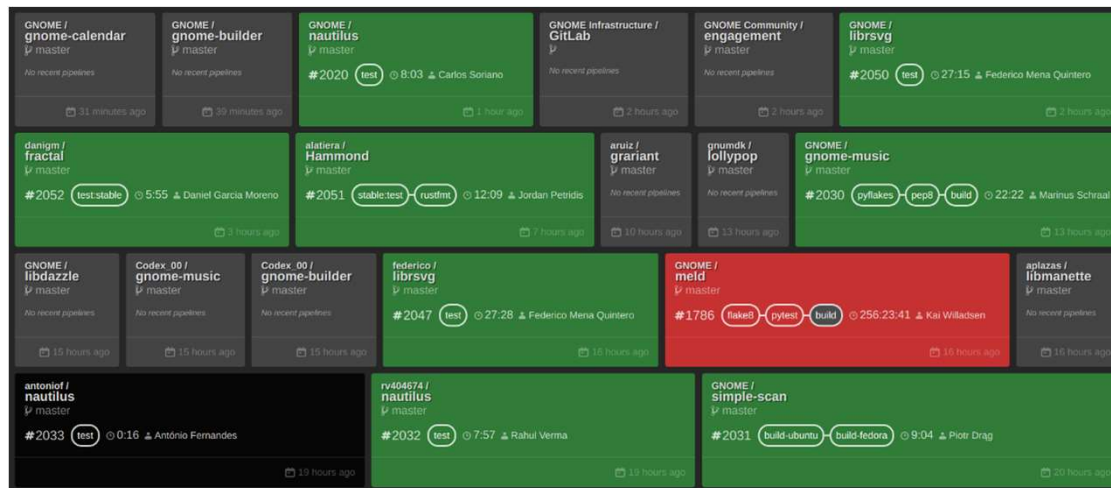 GNOME /
gnome-calendar
master
No recent pipelines
31 minutes ago
GNOME /
gnome-builder
master
No recent pipelines
39 minutes ago
GNOME /
nautilus
master
#2020 test 8:03 Carlos Soriano
1 hour ago
GNOME Infrastructure /
GitLab
No recent pipelines
2 hours ago
GNOME Community /
engagement
master
No recent pipelines
2 hours ago
GNOME /
librsvg
master
#2050 test 27:15 Federico Mena Quintero
2 hours ago
danigm /
fractal
master
#2052 test:stable 5:55 Daniel Garcia Moreno
3 hours ago
alatiera /
Hammond
master
#2051 stable:test rustfmt 12:09 Jordan Petridis
7 hours ago
aruiz /
grariant
master
No recent pipelines
10 hours ago
gnumdk /
lollypop
master
No recent pipelines
13 hours ago
GNOME /
gnome-music
master
#2030 pyflakes pep8 build 22:22 Marinus Schraal
13 hours ago
GNOME /
libdazzle
master
No recent pipelines
15 hours ago
Codex_00 /
gnome-music
master
No recent pipelines
15 hours ago
Codex_00 /
gnome-builder
master
No recent pipelines
15 hours ago
federico /
librsvg
master
#2047 test 27:28 Federico Mena Quintero
16 hours ago
GNOME /
meld
master
#1786 flake8 pytest build 256:23:41 Kai Willadsen
16 hours ago
aplazas /
libmanette
master
No recent pipelines
16 hours ago
antoniof /
nautilus
master
#2033 test 0:16 António Fernandes
19 hours ago
rv404674 /
nautilus
master
#2032 test 7:57 Rahul Verma
19 hours ago
GNOME /
simple-scan
master
#2031 build-ubuntu build-fedora 9:04 Piotr Drąg
20 hours ago